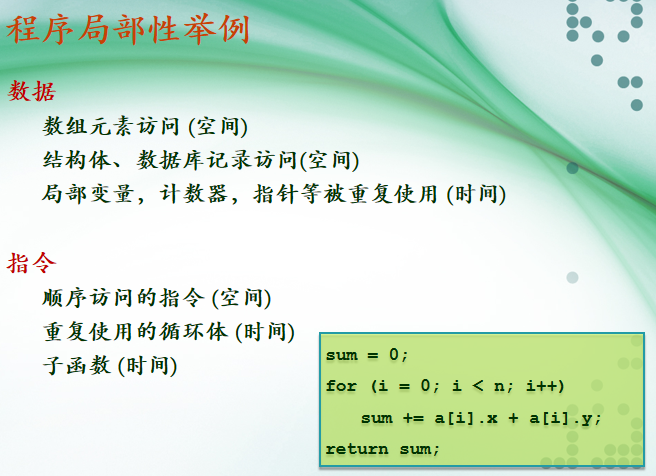 程序局部性举例
数据
数组元素访问 (空间)
结构体、数据库记录访问(空间)
局部变量，计数器，指针等被重复使用 (时间)
指令
顺序访问的指令 (空间)
重复使用的循环体 (时间)
子函数 (时间)
sum = 0;
for (i = 0; i < n; i++)
sum += a[i].x + a[i].y;
return sum;